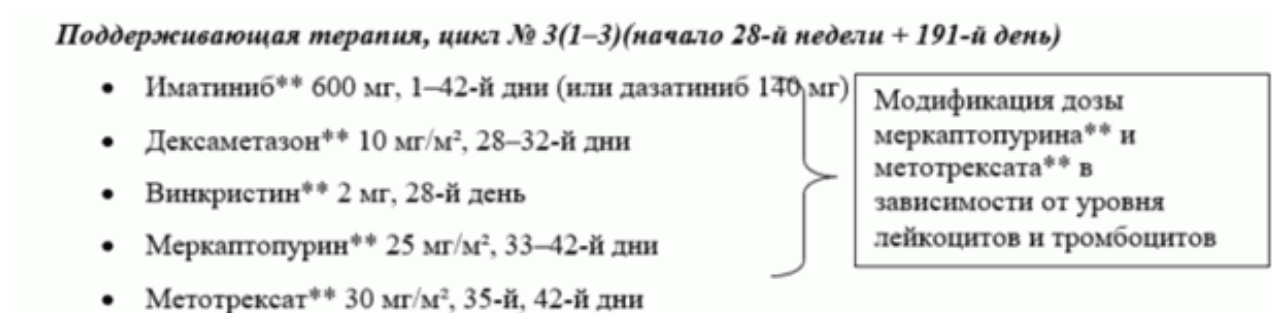 Поддерживающая терапия, цикл № 3(1–3)(начало 28-й недели + 191-й день)
• Иматиниб** 600 мг, 1–42-й дни (или дазатиниб 140 мг)
• Дексаметазон** 10 мг/м², 28–32-й дни
• Винкристин** 2 мг, 28-й день
• Меркаптопурин** 25 мг/м², 33–42-й дни
• Метотрексат** 30 мг/м², 35-й, 42-й дни
Модификация дозы
меркаптопурина** и
метотрексата** в
зависимости от уровня
лейкоцитов и тромбоцитов